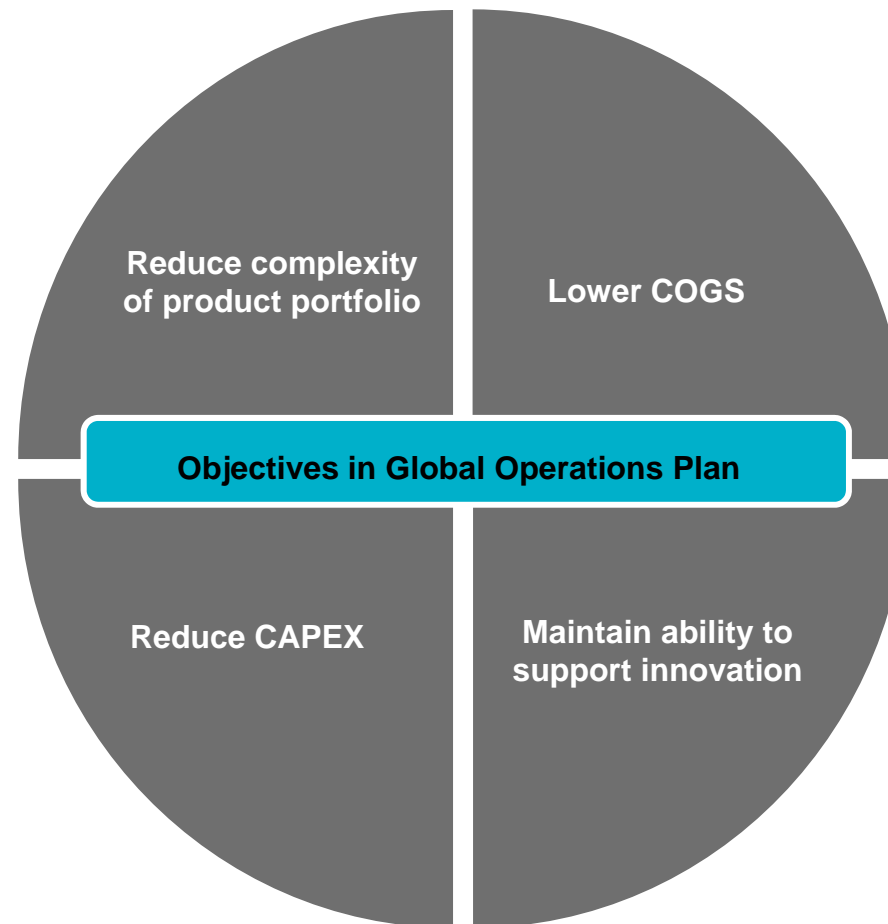 Reduce complexity
of product portfolio
Lower COGS
Objectives in Global Operations Plan
Reduce CAPEX
Maintain ability to
support innovation